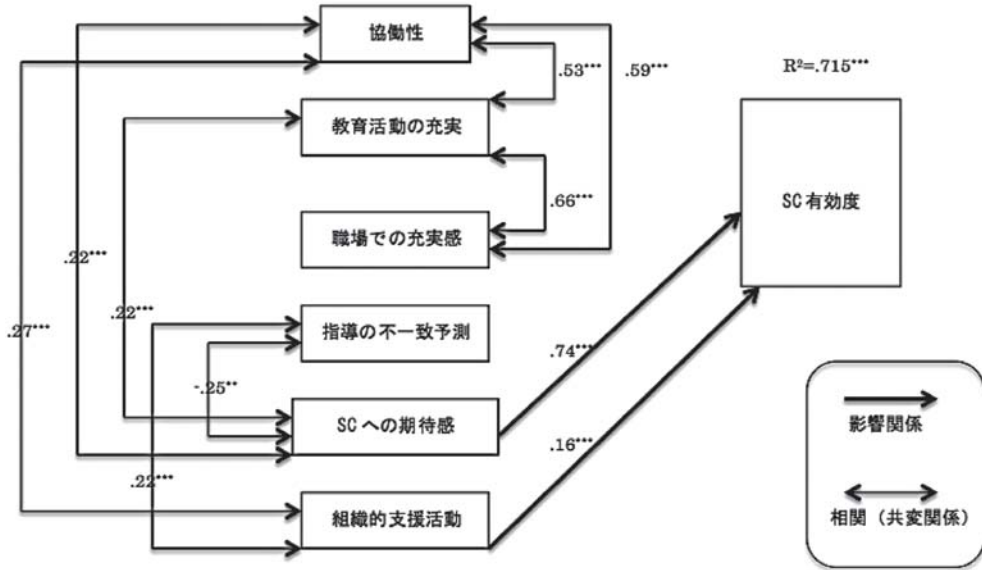 協働性
.53***
.59***
R²=.715***
教育活動の充実
.66***
SC有効度
職場での充実感
.22***
.22***
.27***
指導の不一致予測
.74***
-.25**
SCへの期待感
.16***
影響関係
.22***
組織的支援活動
相関（共変関係）